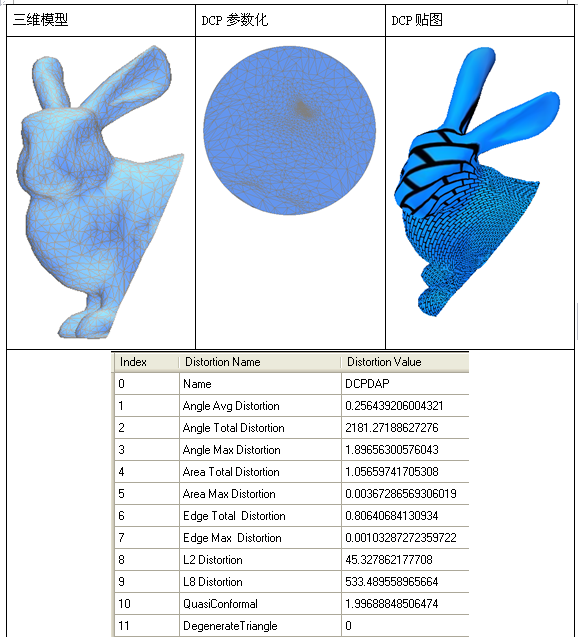 三维模型 DCP 参数化 DCP 贴图
Index Distortion Name Distortion Value
0 Name DCPDAP
1 Angle Avg Distortion 0.256439206004321
2 Angle Total Distortion 2181.27188627276
3 Angle Max Distortion 1.89656300576043
4 Area Total Distortion 1.05659741705308
5 Area Max Distortion 0.00367286569306019
6 Edge Total Distortion 0.80640684130934
7 Edge Max Distortion 0.00103287272359722
8 L2 Distortion 45.327862177708
9 L8 Distortion 533.489558965664
10 QuasiConformal 1.99688848506474
11 DegenerateTriangle 0